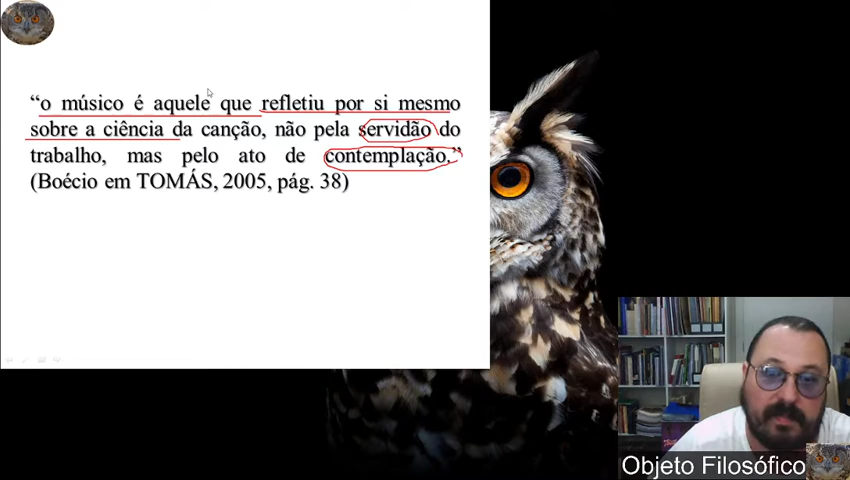 “o músico é aquele que refletiu por si mesmo
sobre a ciência da canção, não pela servidão do
trabalho, mas pelo ato de contemplação.”
(Boécio em TOMÁS, 2005, pág. 38)
Objeto Filosófico